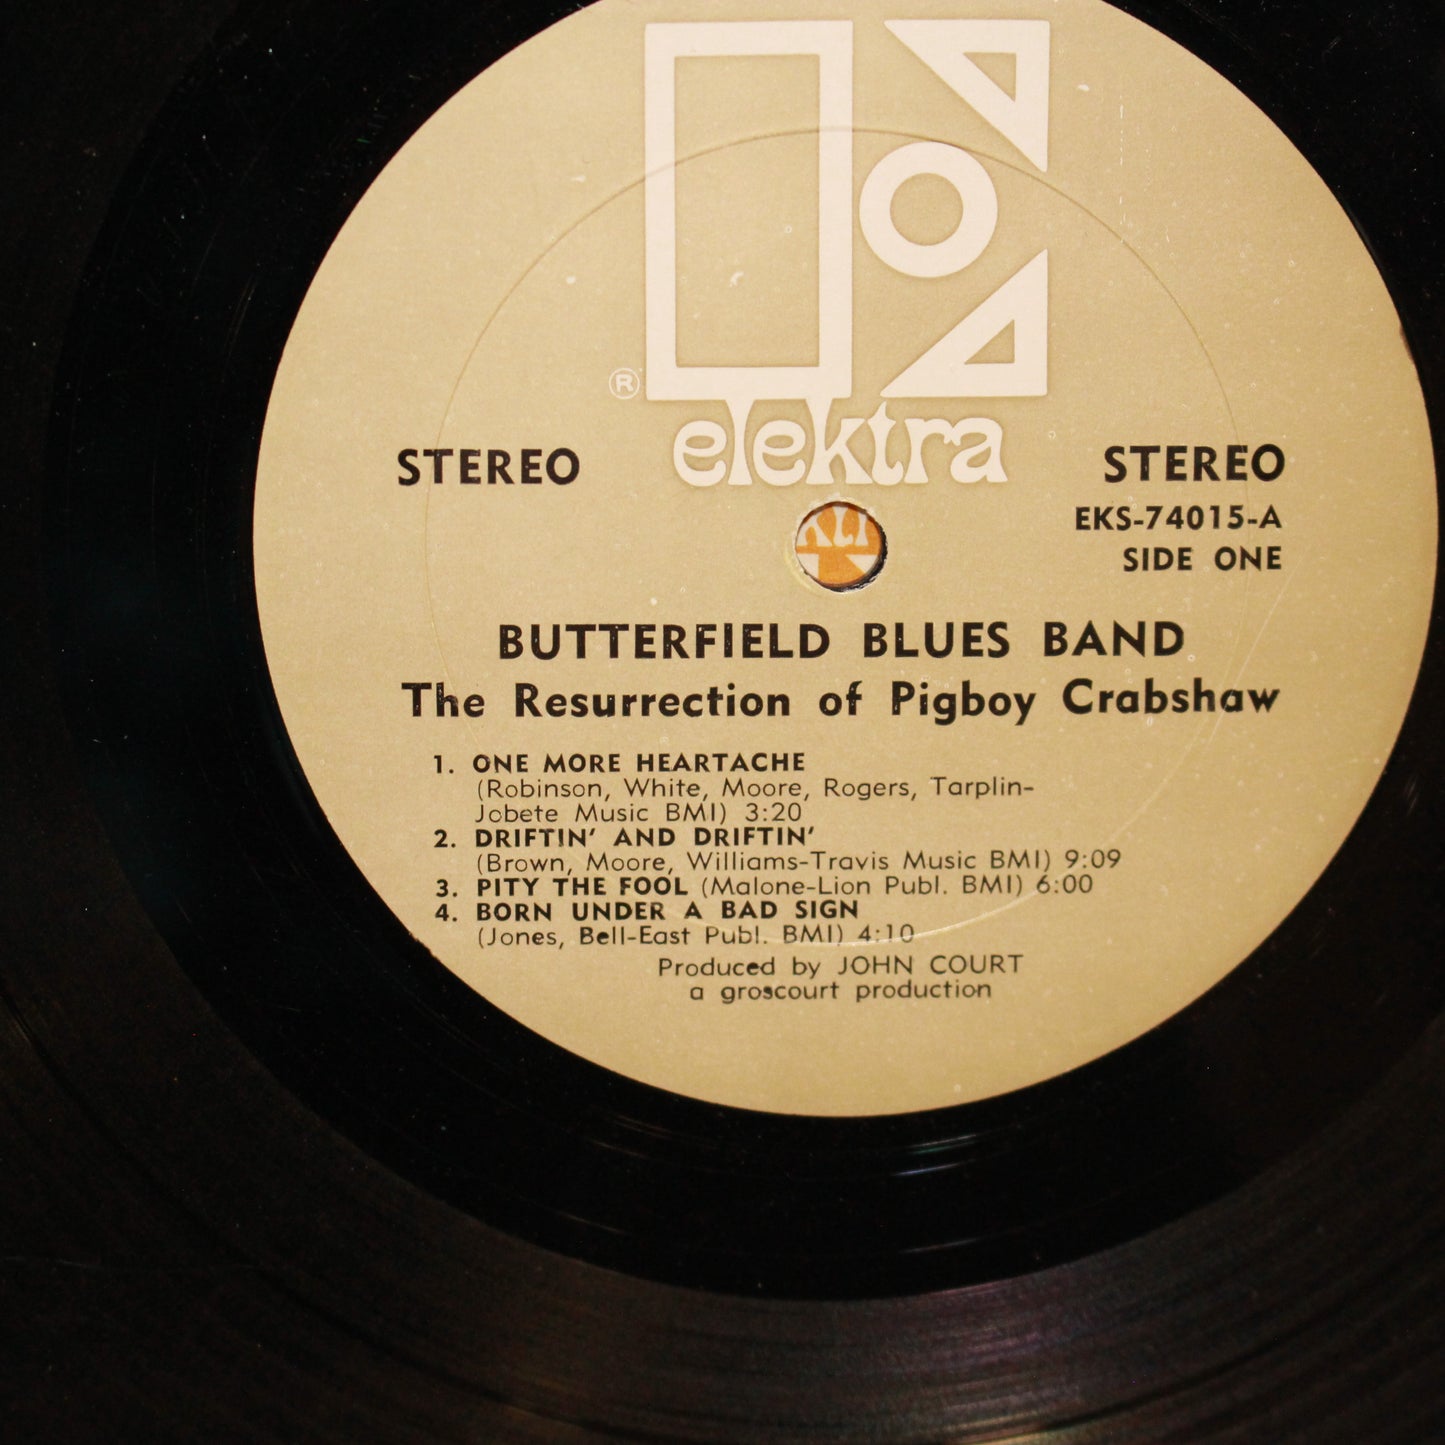 ®
elektra
STEREO STEREO
EKS-74015-A
SIDE ONE
BUTTERFIELD BLUES BAND
The Resurrection of Pigboy Crabshaw
1. ONE MORE HEARTACHE
(Robinson, White, Moore, Rogers, Tarplin-
Jobete Music BMI) 3:20
2. DRIFTIN' AND DRIFTIN'
(Brown, Moore, Williams-Travis Music BMI) 9:09
3. PITY THE FOOL (Malone-Lion Publ. BMI) 6:00
4. BORN UNDER A BAD SIGN
(Jones, Bell-East Publ. BMI) 4:10
Produced by JOHN COURT
a groscourt production